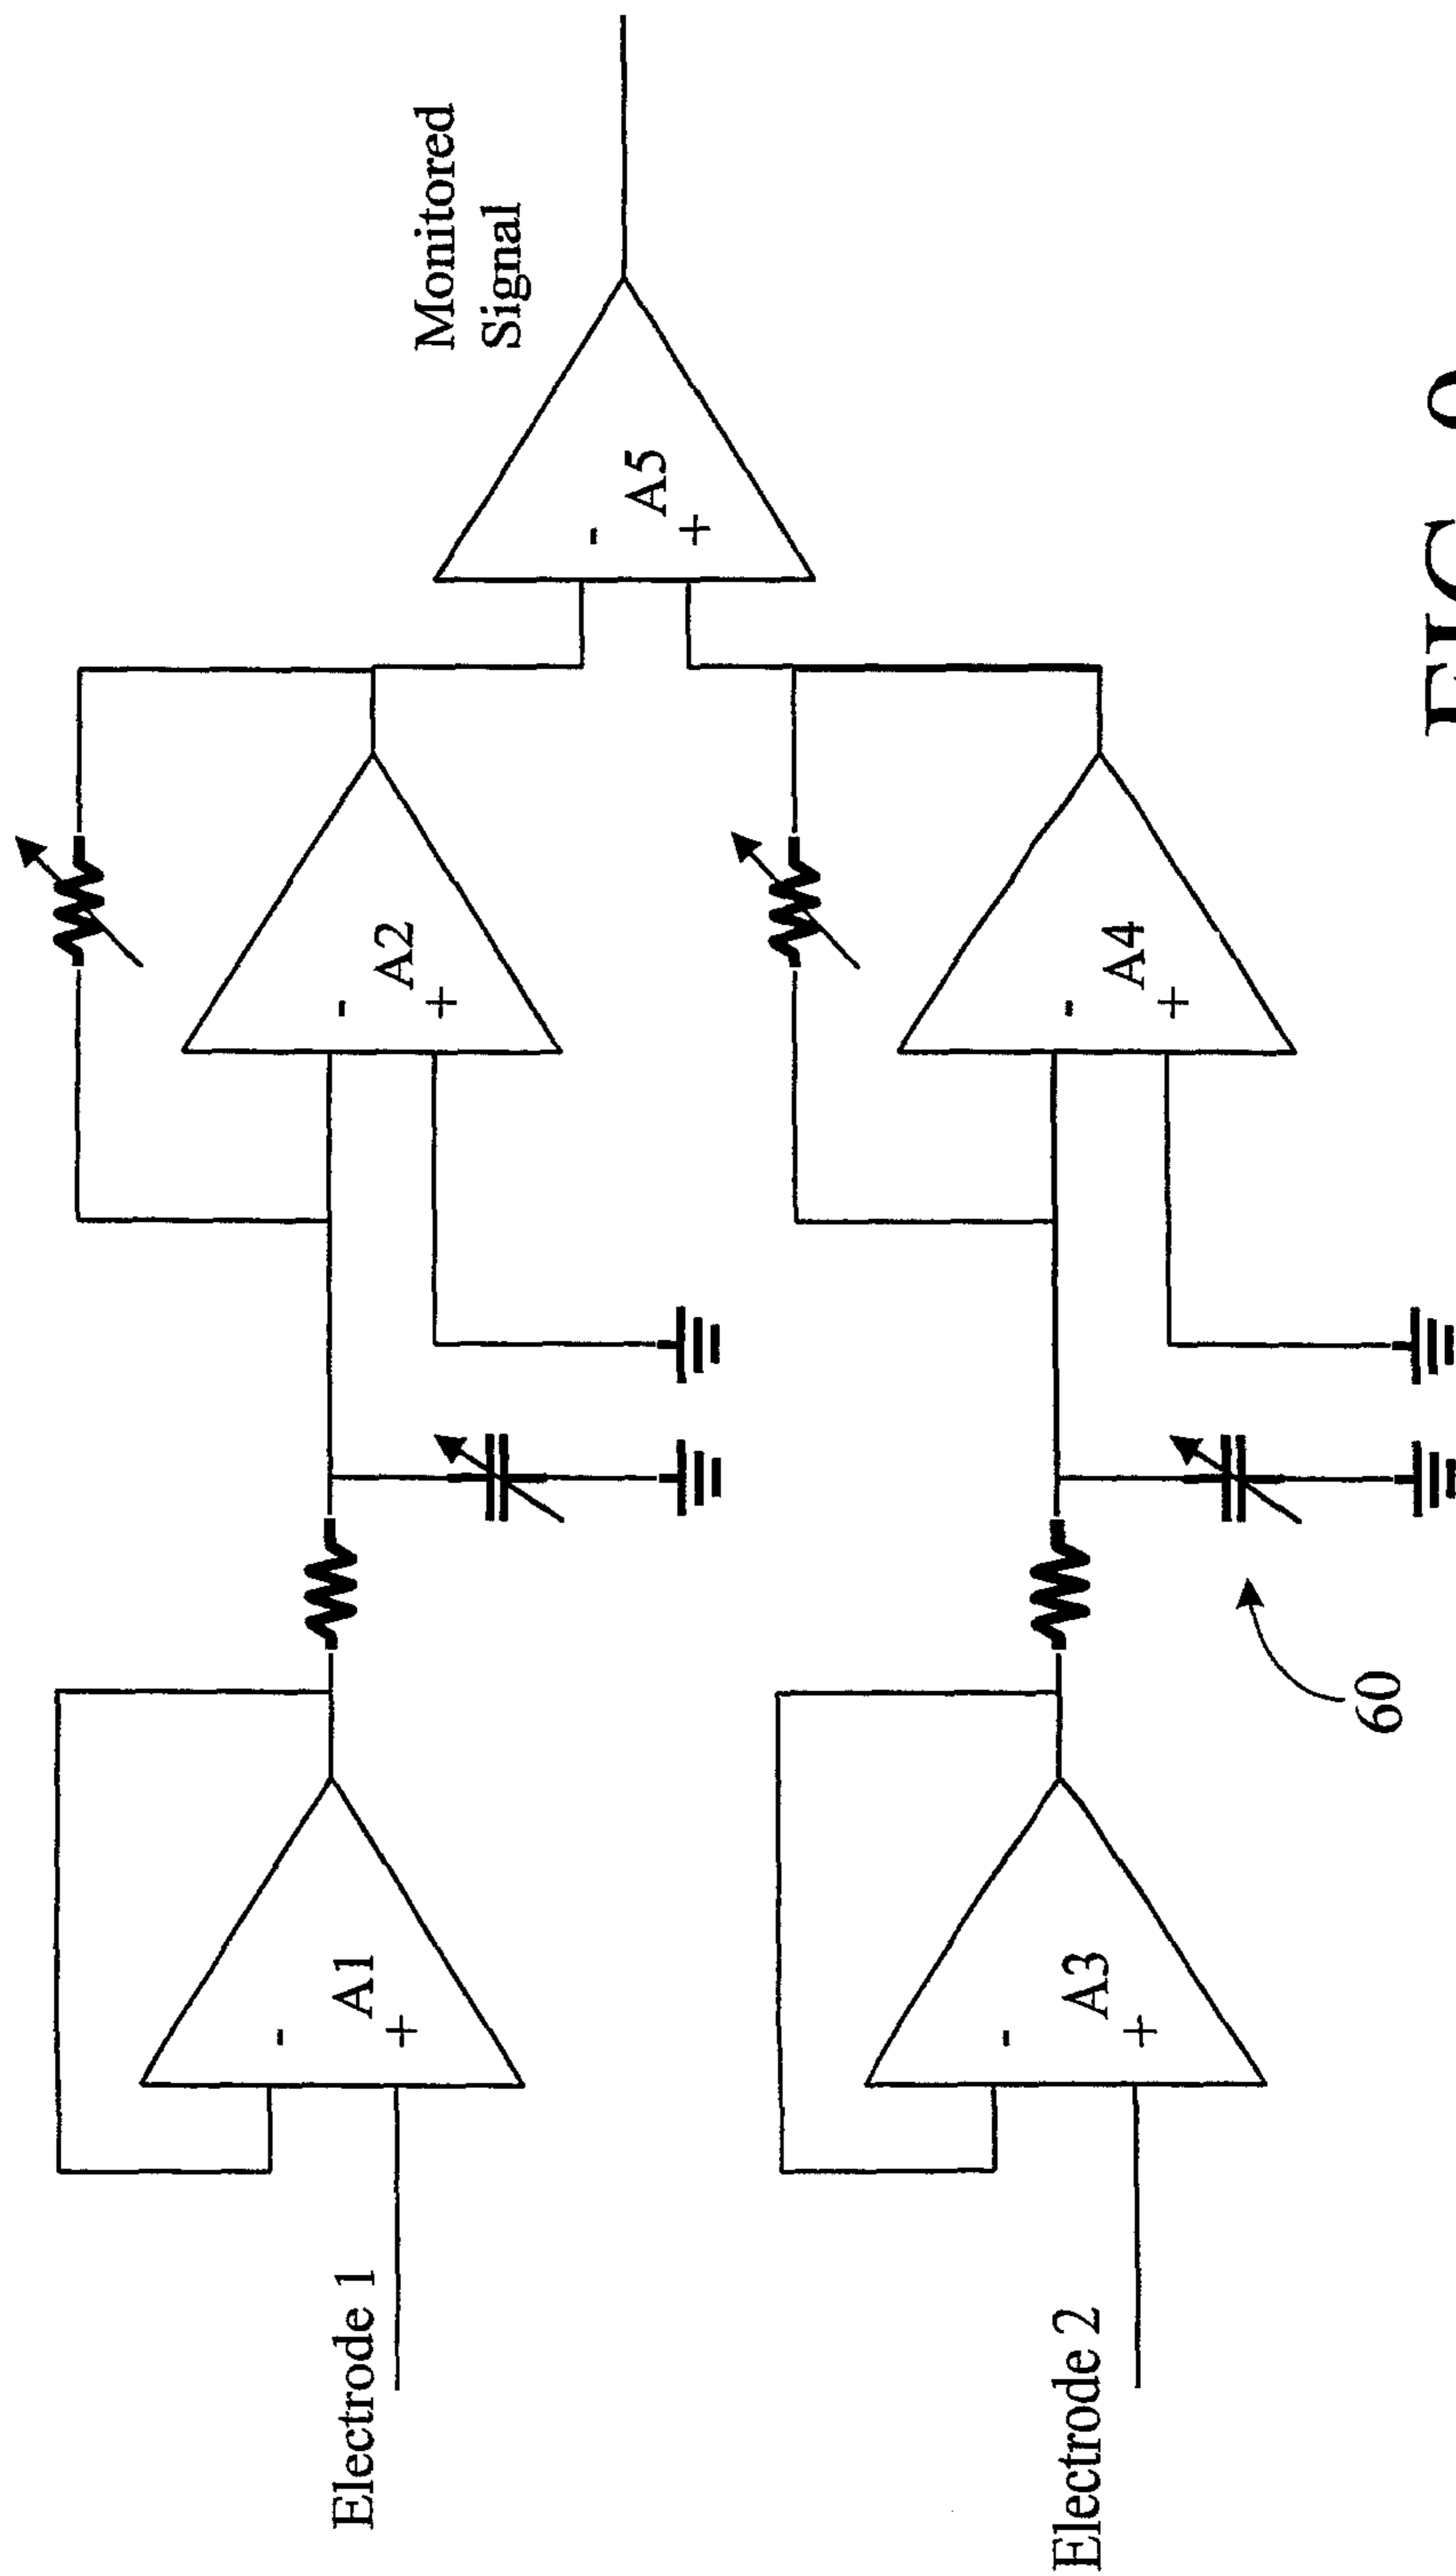 Electrode 1
-
A1
+
-
A2
+
Monitored
Signal
-
A5
+
Electrode 2
-
A3
+
-
A4
+
60